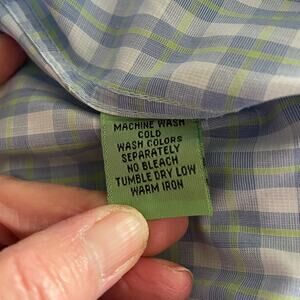 MACHINE WASH
COLD
WASH COLORS
SEPARATELY
NO BLEACH
TUMBLE DRY LOW
WARM IRON